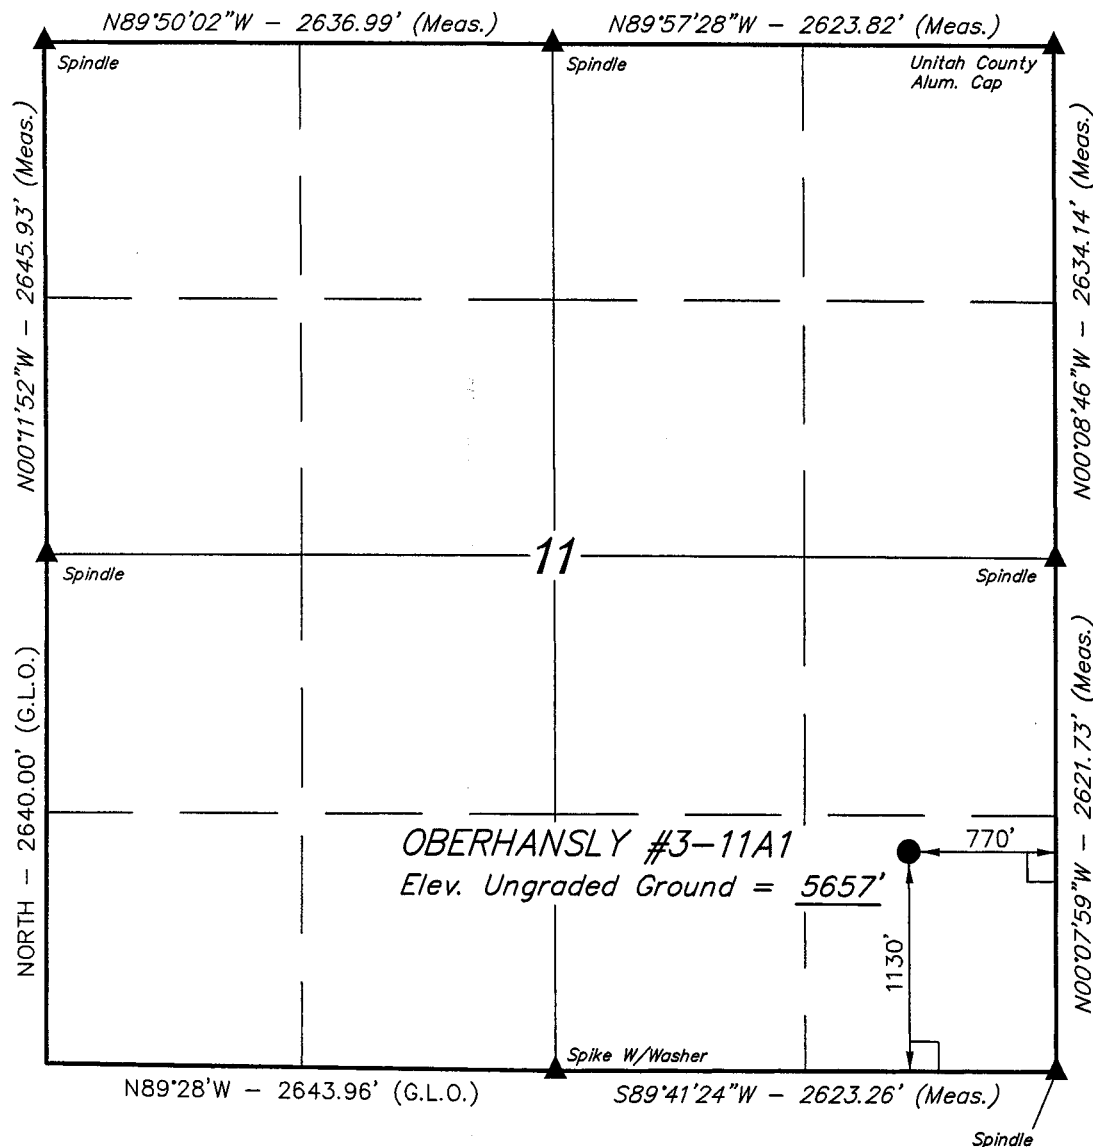 N89°50'02"W - 2636.99' (Meas.)
N89°57'28"W - 2623.82' (Meas.)
Spindle
Spindle
Unitah County
Alum. Cap
N00°11'52"W - 2645.93' (Meas.)
N00°08'46"W - 2634.14' (Meas.)
11
Spindle
Spindle
NORTH - 2640.00' (G.L.O.)
N00°07'59"W - 2621.73' (Meas.)
OBERHANSLY #3-11A1
Elev. Ungraded Ground = 5657'
770'
1130'
Spike W/Washer
N89°28'W - 2643.96' (G.L.O.)
S89°41'24"W - 2623.26' (Meas.)
Spindle